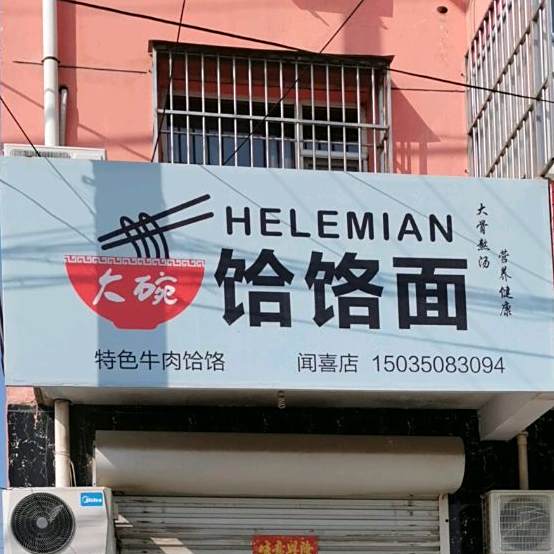 HELEMIAN
大碗
饸饹面
大骨熬汤
营养健康
特色牛肉饸饹
闻喜店 15035083094
Midea